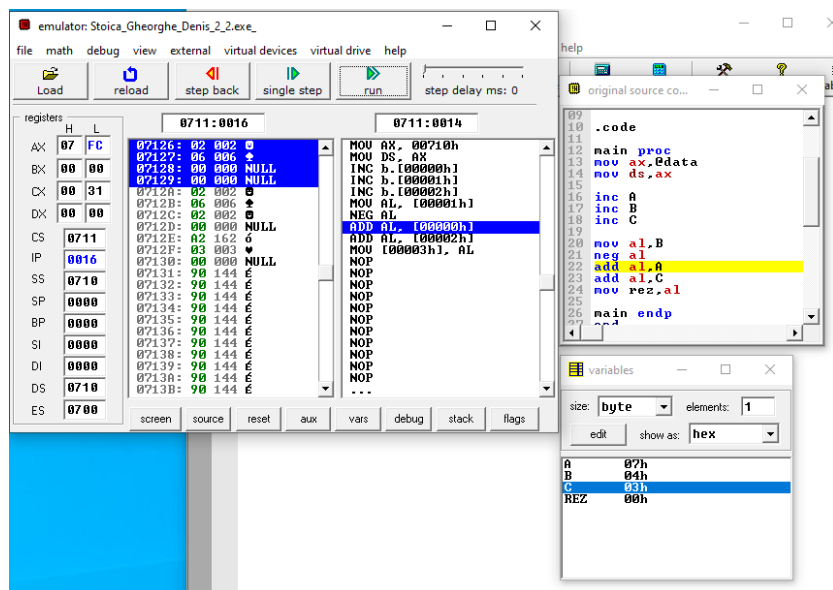 emulator: Stoica_Gheorghe_Denis_2_2.exe_
file math debug view external virtual devices virtual drive help
Load reload step back single step run step delay ms: 0
registers
H L
AX 07 FC
BX 00 00
CX 00 31
DX 00 00
CS 0711
IP 0016
SS 0710
SP 0000
BP 0000
SI 0000
DI 0000
DS 0710
ES 0700
0711:0016
07126: 02 002
07127: 06 006
07128: 00 000 NULL
07129: 00 000 NULL
0712A: 02 002
0712B: 06 006
0712C: 02 002
0712D: 00 000 NULL
0712E: A2 162 ó
0712F: 03 003 ♥
07130: 00 000 NULL
07131: 90 144 É
07132: 90 144 É
07133: 90 144 É
07134: 90 144 É
07135: 90 144 É
07136: 90 144 É
07137: 90 144 É
07138: 90 144 É
07139: 90 144 É
0713A: 90 144 É
0713B: 90 144 É
0711:0014
MOV AX, 00710h
MOV DS, AX
INC b.[00000h]
INC b.[00001h]
INC b.[00002h]
MOV AL, [00001h]
NEG AL
ADD AL, [00000h]
ADD AL, [00002h]
MOV [00003h], AL
NOP
NOP
NOP
NOP
NOP
NOP
NOP
NOP
NOP
NOP
NOP
...
screen source reset aux vars debug stack flags
help
original source co...
09
10 .code
11
12 main proc
13 mov ax,@data
14 mov ds,ax
15
16 inc A
17 inc B
18 inc C
19
20 mov al,B
21 neg al
22 add al,A
23 add al,C
24 mov rez,al
25
26 main endp
27 end
variables
size: byte elements: 1
edit show as: hex
A 07h
B 04h
C 03h
REZ 00h